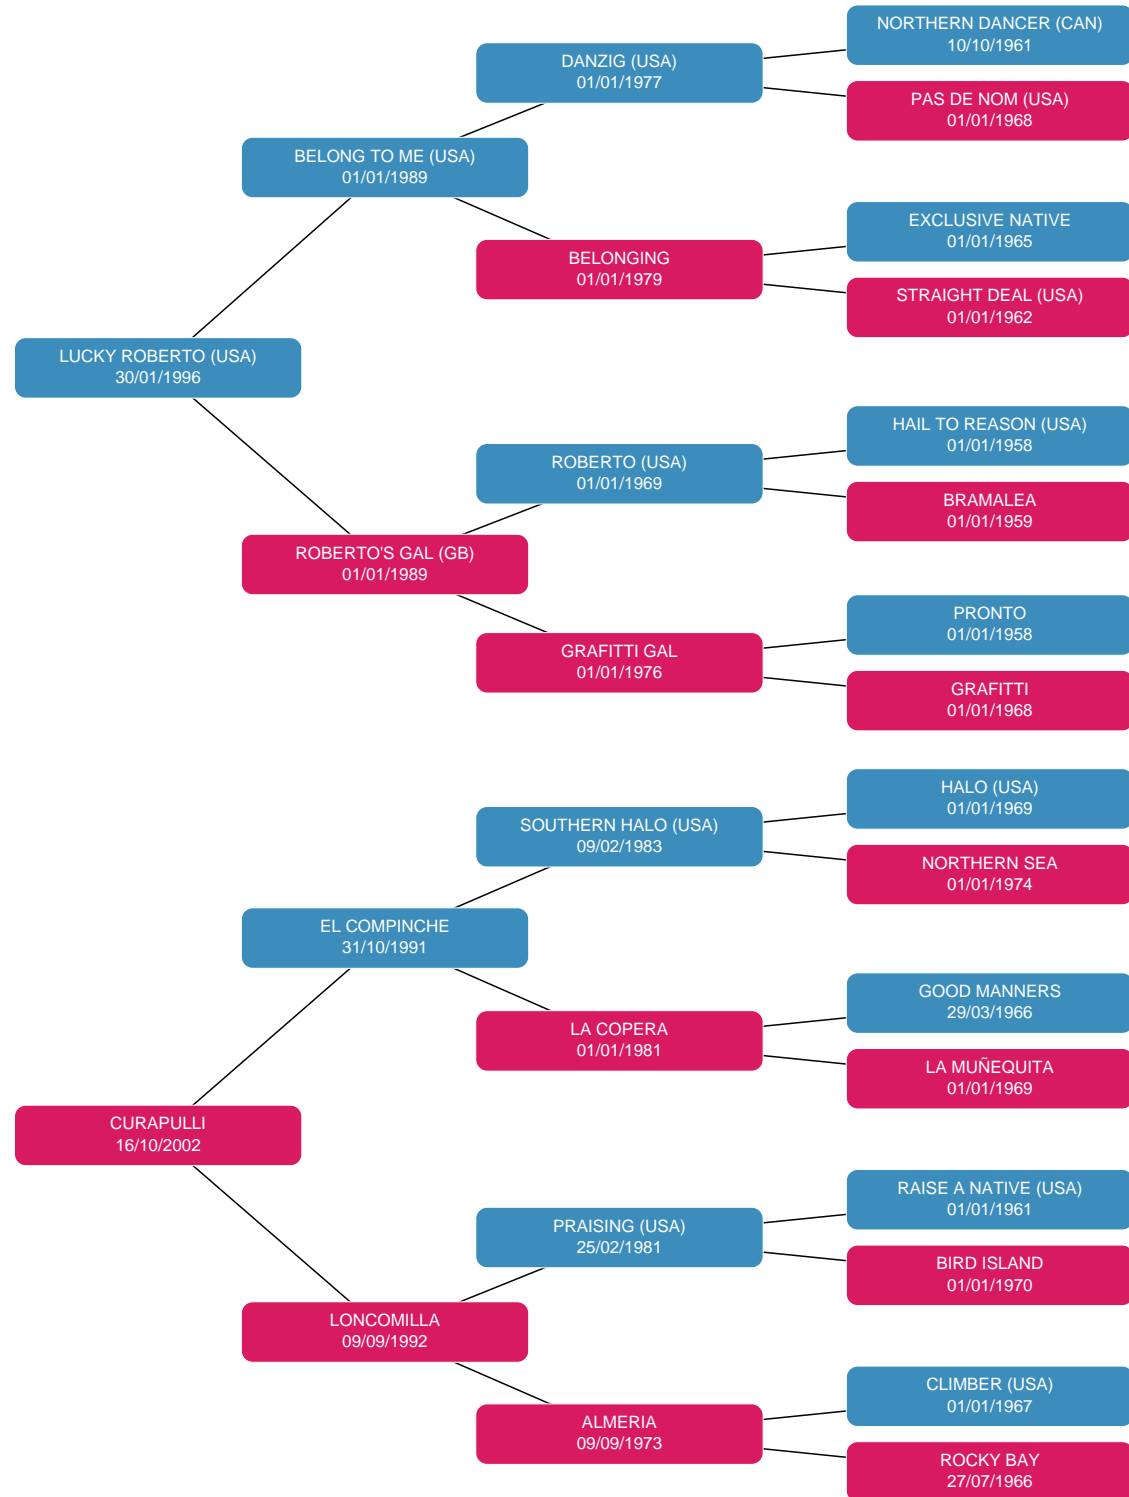 NORTHERN DANCER (CAN)
10/10/1961
DANZIG (USA)
01/01/1977
PAS DE NOM (USA)
01/01/1968
BELONG TO ME (USA)
01/01/1989
EXCLUSIVE NATIVE
01/01/1965
BELONGING
01/01/1979
STRAIGHT DEAL (USA)
01/01/1962
LUCKY ROBERTO (USA)
30/01/1996
HAIL TO REASON (USA)
01/01/1958
ROBERTO (USA)
01/01/1969
BRAMALEA
01/01/1959
ROBERTO'S GAL (GB)
01/01/1989
PRONTO
01/01/1958
GRAFITTI GAL
01/01/1976
GRAFITTI
01/01/1968
HALO (USA)
01/01/1969
SOUTHERN HALO (USA)
09/02/1983
NORTHERN SEA
01/01/1974
EL COMPINCHE
31/10/1991
GOOD MANNERS
29/03/1966
LA COPERA
01/01/1981
LA MUÑEQUITA
01/01/1969
CURAPULLI
16/10/2002
RAISE A NATIVE (USA)
01/01/1961
PRAISING (USA)
25/02/1981
BIRD ISLAND
01/01/1970
LONCOMILLA
09/09/1992
CLIMBER (USA)
01/01/1967
ALMERIA
09/09/1973
ROCKY BAY
27/07/1966